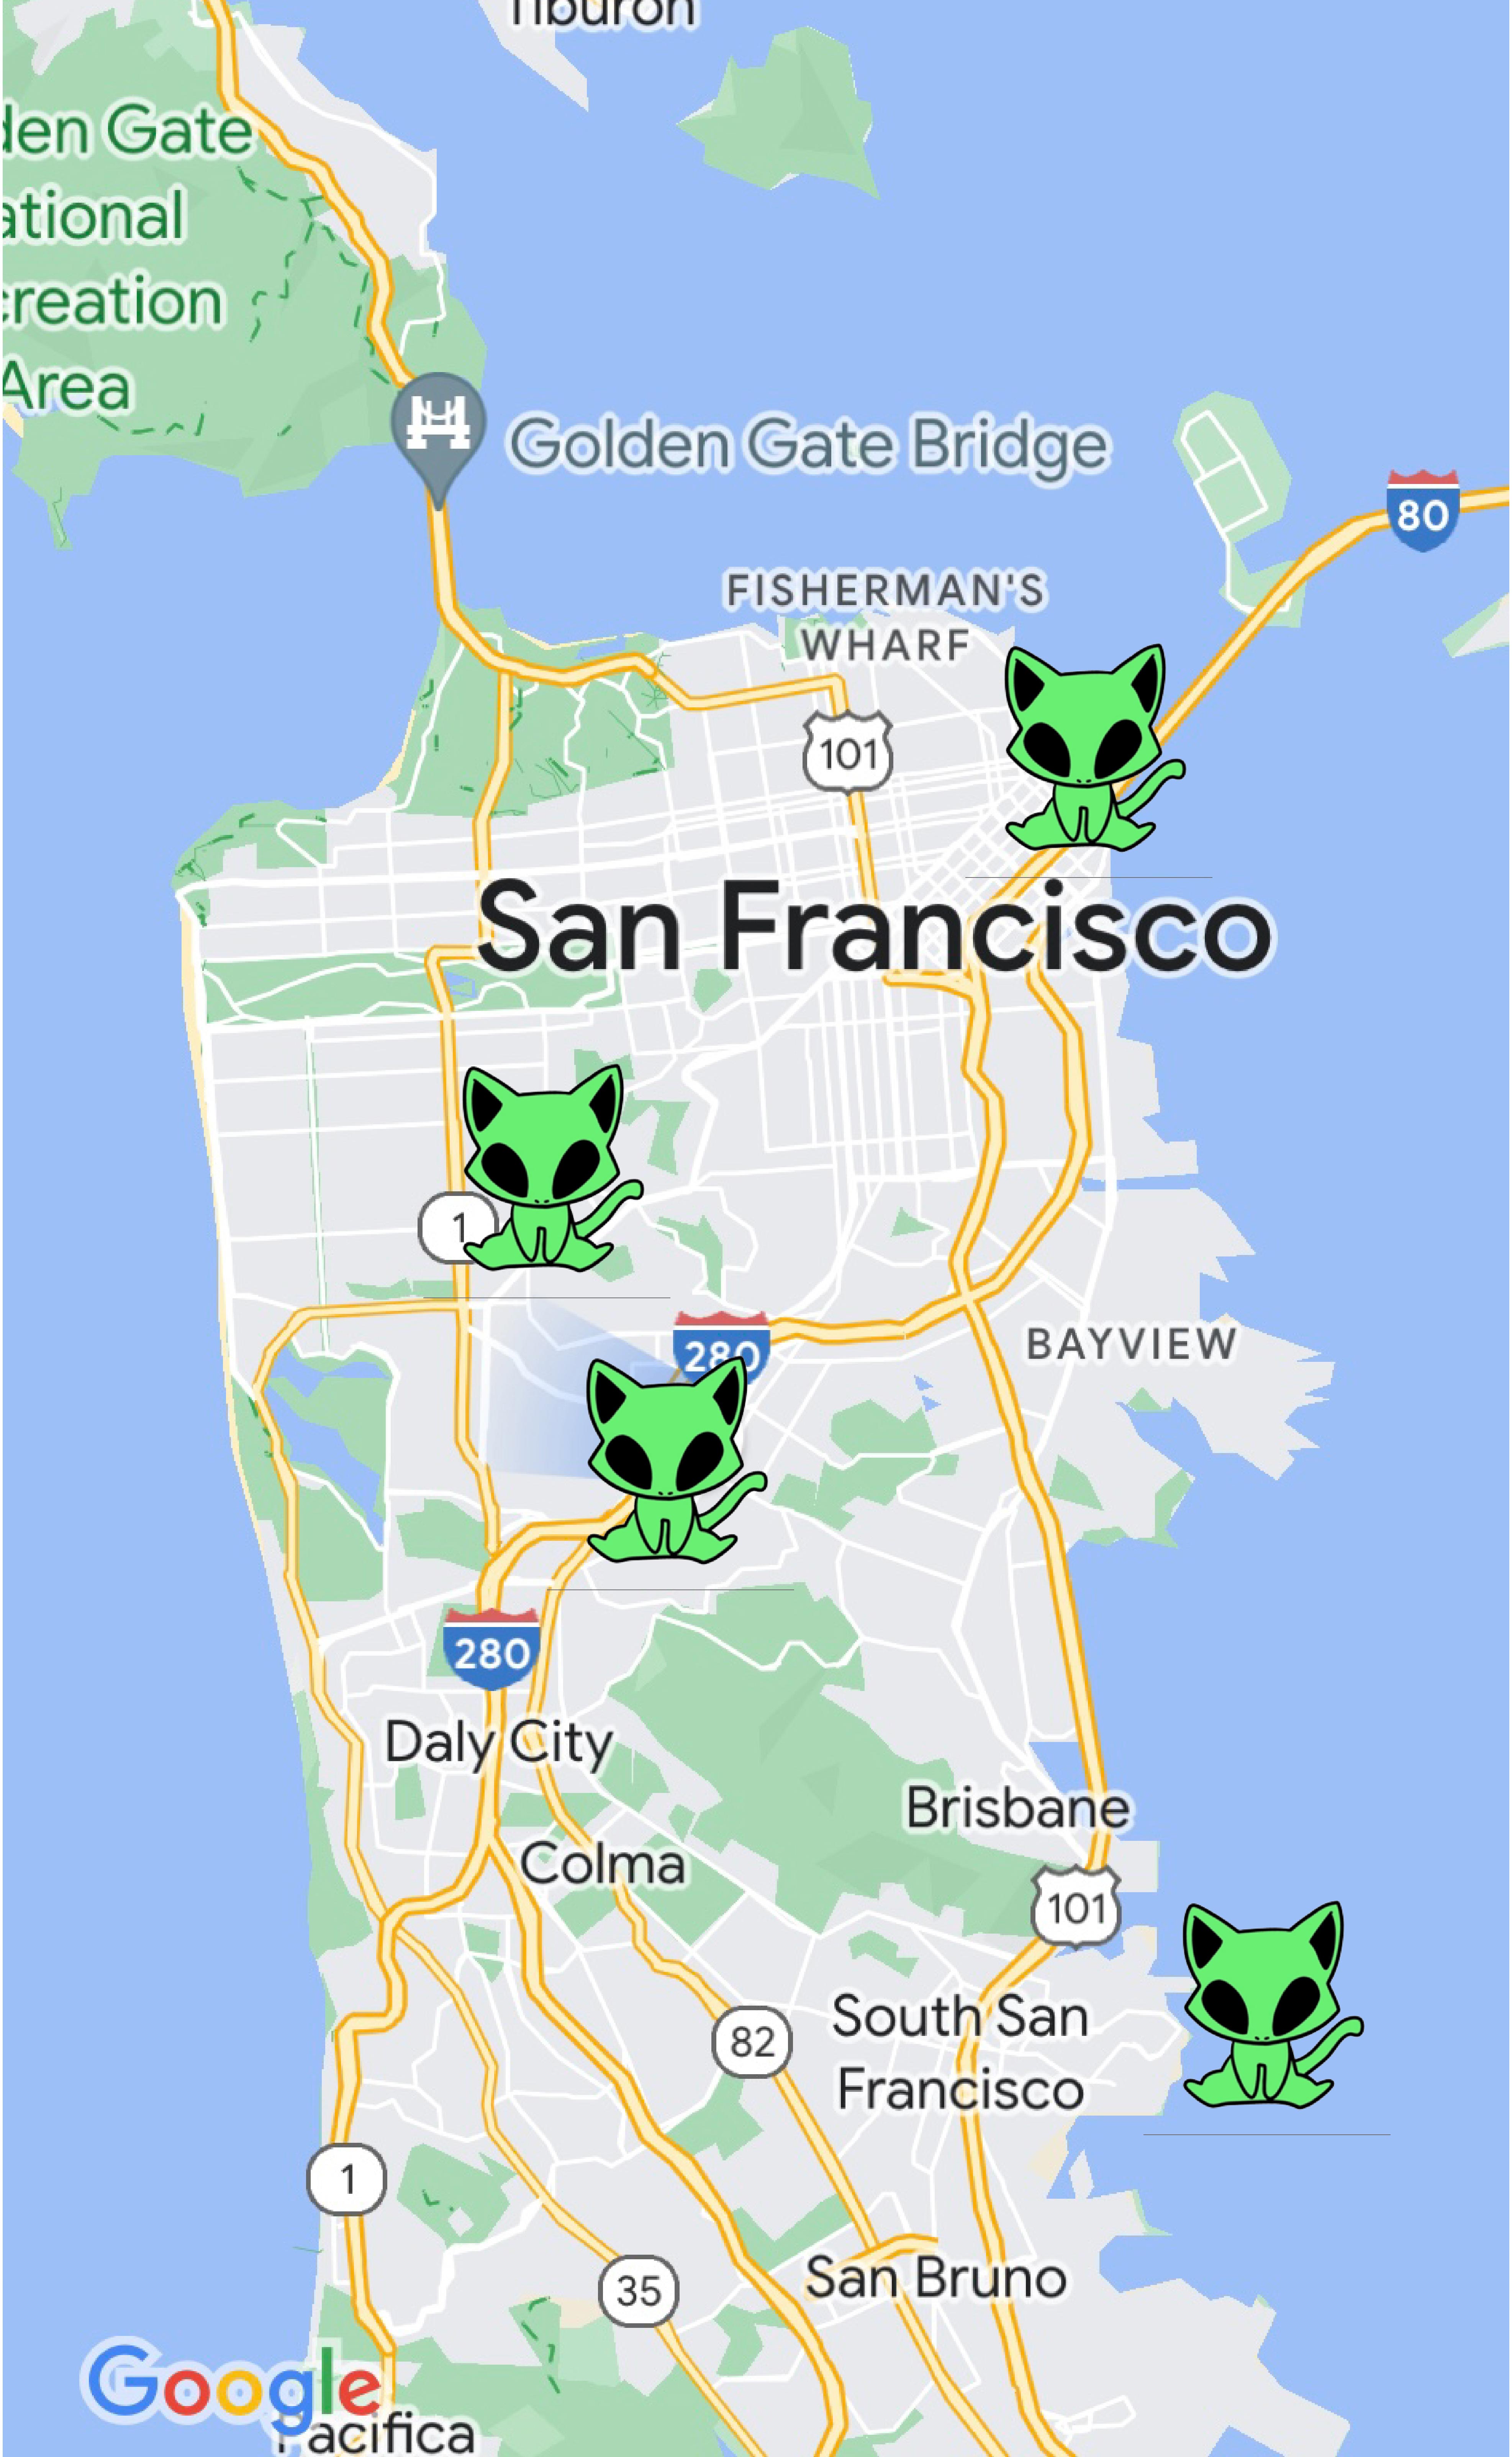 Tiburon
den Gate
ational
creation
Area
Golden Gate Bridge
80
FISHERMAN'S
WHARF
101
San Francisco
1
280
BAYVIEW
280
Daly City
Brisbane
Colma
101
South San
Francisco
82
1
San Bruno
35
Google
Pacifica